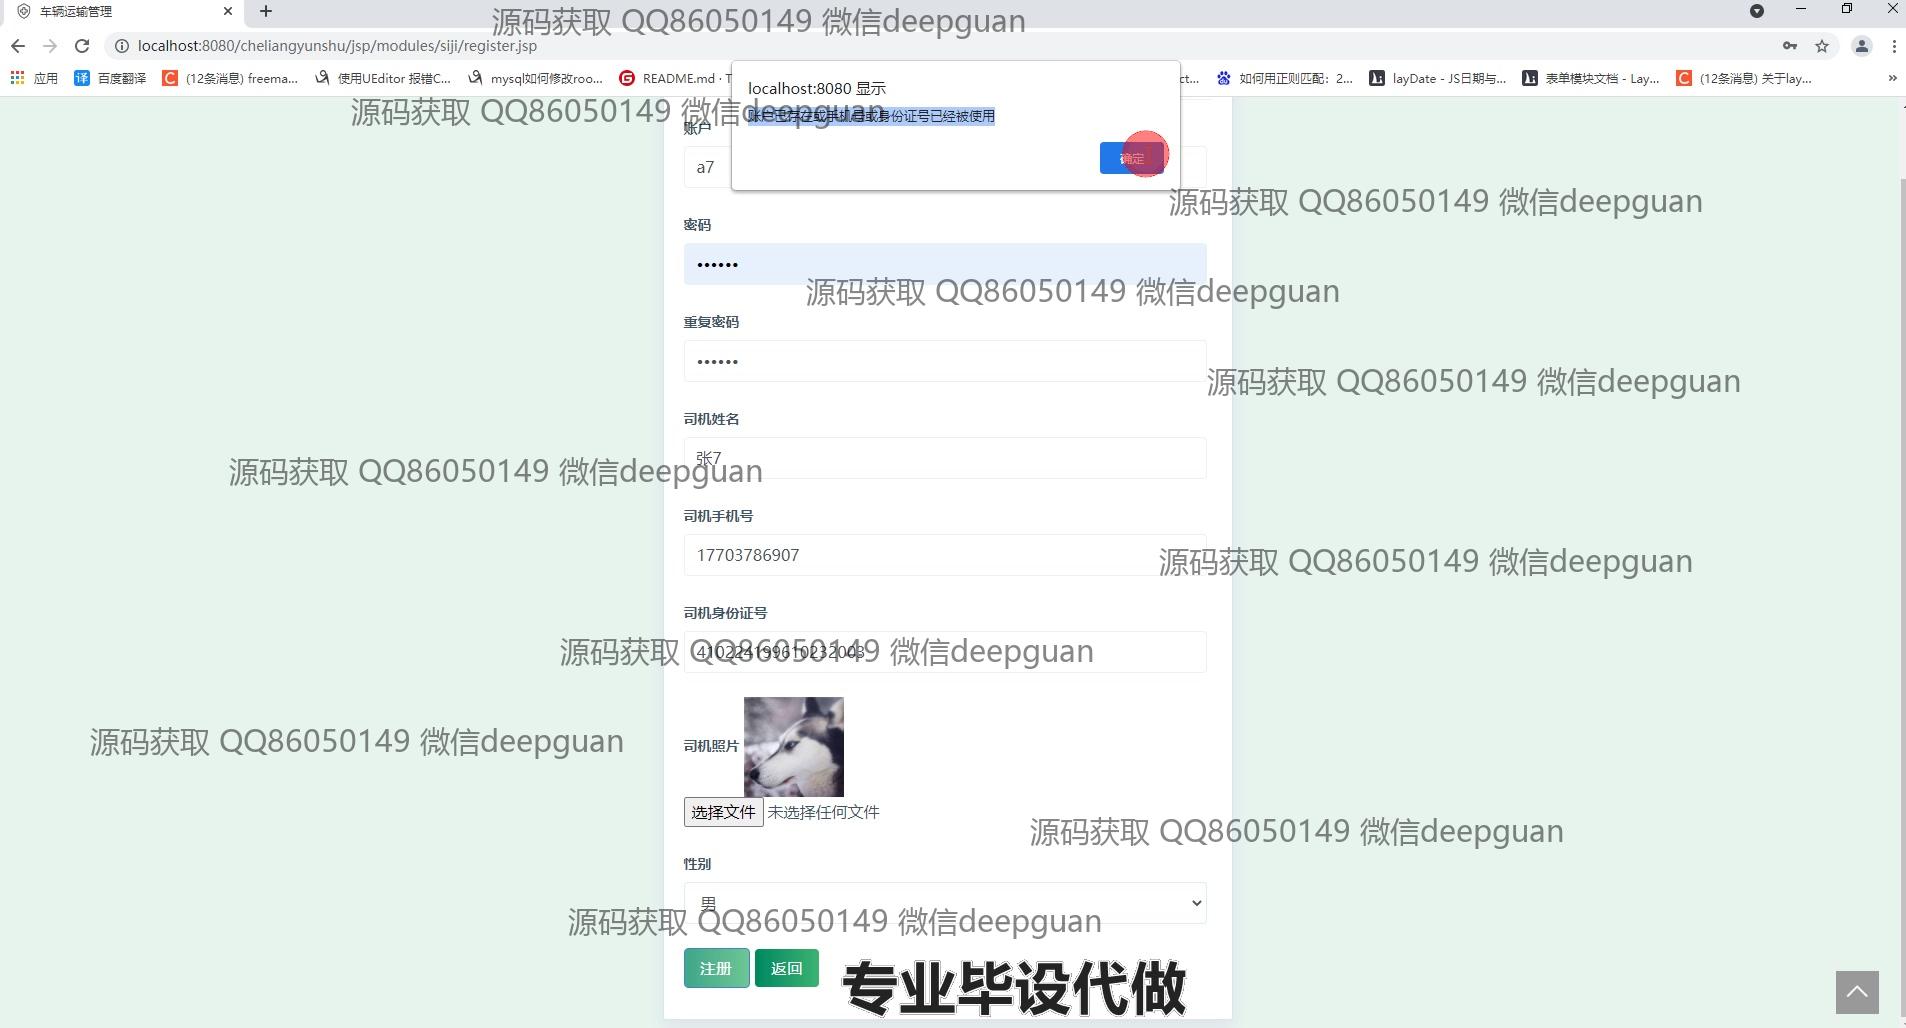 车辆运输管理
源码获取 QQ86050149 微信deepguan
localhost:8080/cheliangyunshu/jsp/modules/siji/register.jsp
应用 百度翻译 (12条消息) freema... 使用UEditor 报错C... mysql如何修改roo... README.md · T ct... 如何用正则匹配：2... layDate - JS日期与... 表单模块文档 - Lay... (12条消息) 关于lay...
localhost:8080 显示
源码获取 QQ86050149 微信deepguan
账户已存在或手机号或身份证号已经被使用
账户
确定
a7
源码获取 QQ86050149 微信deepguan
密码
••••••
源码获取 QQ86050149 微信deepguan
重复密码
••••••
源码获取 QQ86050149 微信deepguan
司机姓名
张7
源码获取 QQ86050149 微信deepguan
司机手机号
17703786907
源码获取 QQ86050149 微信deepguan
司机身份证号
410224199610232003
源码获取 QQ86050149 微信deepguan
司机照片
源码获取 QQ86050149 微信deepguan
选择文件 未选择任何文件
源码获取 QQ86050149 微信deepguan
性别
男
源码获取 QQ86050149 微信deepguan
注册 返回
专业毕设代做